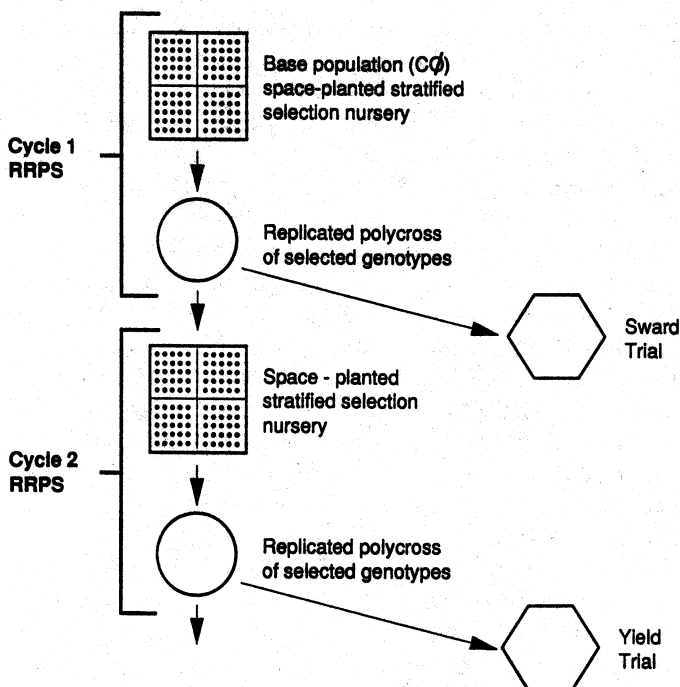 Base population (CØ)
space-planted stratified
selection nursery
Cycle 1
RRPS
Replicated polycross
of selected genotypes
Sward
Trial
Space - planted
stratified selection
nursery
Cycle 2
RRPS
Replicated polycross
of selected genotypes
Yield
Trial